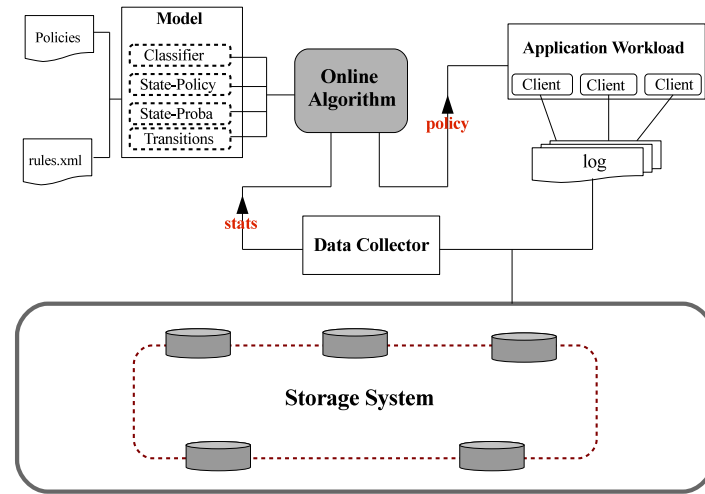 Model
Policies
Classifier
State-Policy
State-Proba
Transitions
rules.xml
Online
Algorithm
Application Workload
Client
Client
Client
policy
log
stats
Data Collector
Storage System